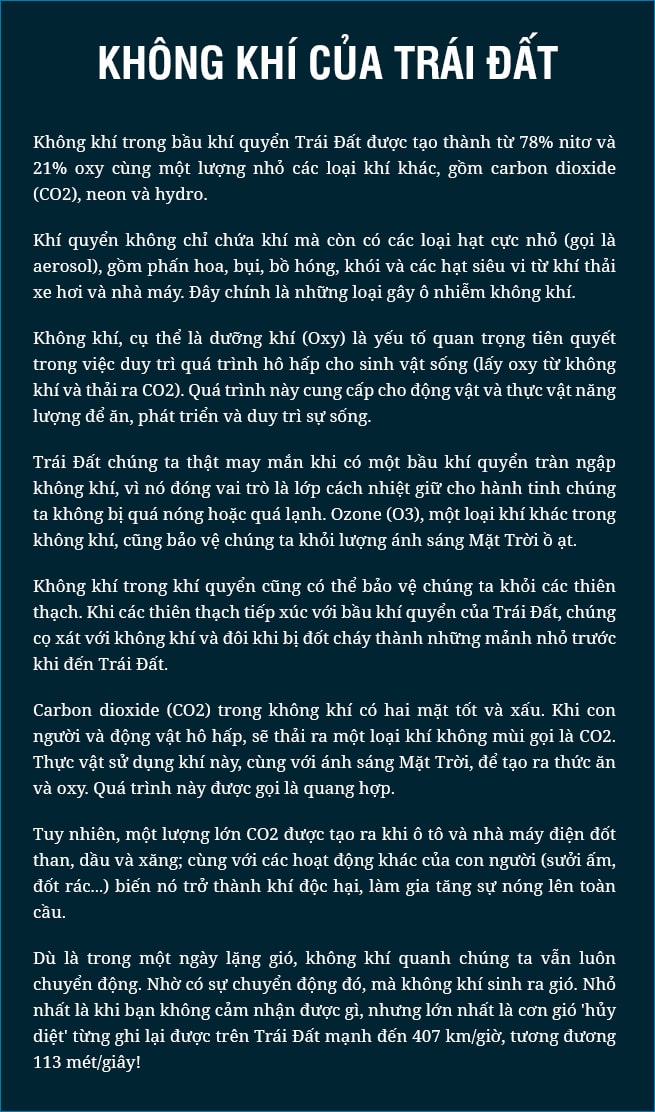 KHÔNG KHÍ CỦA TRÁI ĐẤT
Không khí trong bầu khí quyển Trái Đất được tạo thành từ 78% nitơ và
21% oxy cùng một lượng nhỏ các loại khí khác, gồm carbon dioxide
(CO2), neon và hydro.
Khí quyển không chỉ chứa khí mà còn có các loại hạt cực nhỏ (gọi là
aerosol), gồm phấn hoa, bụi, bồ hóng, khói và các hạt siêu vi từ khí thải
xe hơi và nhà máy. Đây chính là những loại gây ô nhiễm không khí.
Không khí, cụ thể là dưỡng khí (Oxy) là yếu tố quan trọng tiên quyết
trong việc duy trì quá trình hô hấp cho sinh vật sống (lấy oxy từ không
khí và thải ra CO2). Quá trình này cung cấp cho động vật và thực vật năng
lượng để ăn, phát triển và duy trì sự sống.
Trái Đất chúng ta thật may mắn khi có một bầu khí quyển tràn ngập
không khí, vì nó đóng vai trò là lớp cách nhiệt giữ cho hành tinh chúng
ta không bị quá nóng hoặc quá lạnh. Ozone (O3), một loại khí khác trong
không khí, cũng bảo vệ chúng ta khỏi lượng ánh sáng Mặt Trời ồ ạt.
Không khí trong khí quyển cũng có thể bảo vệ chúng ta khỏi các thiên
thạch. Khi các thiên thạch tiếp xúc với bầu khí quyển của Trái Đất, chúng
cọ xát với không khí và đôi khi bị đốt cháy thành những mảnh nhỏ trước
khi đến Trái Đất.
Carbon dioxide (CO2) trong không khí có hai mặt tốt và xấu. Khi con
người và động vật hô hấp, sẽ thải ra một loại khí không mùi gọi là CO2.
Thực vật sử dụng khí này, cùng với ánh sáng Mặt Trời, để tạo ra thức ăn
và oxy. Quá trình này được gọi là quang hợp.
Tuy nhiên, một lượng lớn CO2 được tạo ra khi ô tô và nhà máy điện đốt
than, dầu và xăng; cùng với các hoạt động khác của con người (sưởi ấm,
đốt rác...) biến nó trở thành khí độc hại, làm gia tăng sự nóng lên toàn
cầu.
Dù là trong một ngày lặng gió, không khí quanh chúng ta vẫn luôn
chuyển động. Nhờ có sự chuyển động đó, mà không khí sinh ra gió. Nhỏ
nhất là khi bạn không cảm nhận được gì, nhưng lớn nhất là cơn gió 'hủy
diệt' từng ghi lại được trên Trái Đất mạnh đến 407 km/giờ, tương đương
113 mét/giây!